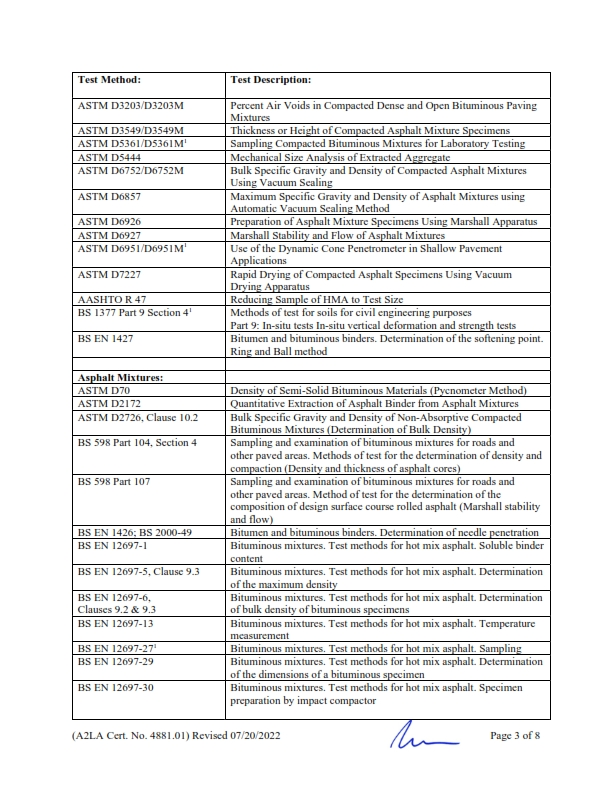 Test Method: Test Description:
ASTM D3203/D3203M Percent Air Voids in Compacted Dense and Open Bituminous Paving
Mixtures
ASTM D3549/D3549M Thickness or Height of Compacted Asphalt Mixture Specimens
ASTM D5361/D5361M¹ Sampling Compacted Bituminous Mixtures for Laboratory Testing
ASTM D5444 Mechanical Size Analysis of Extracted Aggregate
ASTM D6752/D6752M Bulk Specific Gravity and Density of Compacted Asphalt Mixtures
Using Vacuum Sealing
ASTM D6857 Maximum Specific Gravity and Density of Asphalt Mixtures using
Automatic Vacuum Sealing Method
ASTM D6926 Preparation of Asphalt Mixture Specimens Using Marshall Apparatus
ASTM D6927 Marshall Stability and Flow of Asphalt Mixtures
ASTM D6951/D6951M¹ Use of the Dynamic Cone Penetrometer in Shallow Pavement
Applications
ASTM D7227 Rapid Drying of Compacted Asphalt Specimens Using Vacuum
Drying Apparatus
AASHTO R 47 Reducing Sample of HMA to Test Size
BS 1377 Part 9 Section 4¹ Methods of test for soils for civil engineering purposes
Part 9: In-situ tests In-situ vertical deformation and strength tests
BS EN 1427 Bitumen and bituminous binders. Determination of the softening point.
Ring and Ball method
Asphalt Mixtures:
ASTM D70 Density of Semi-Solid Bituminous Materials (Pycnometer Method)
ASTM D2172 Quantitative Extraction of Asphalt Binder from Asphalt Mixtures
ASTM D2726, Clause 10.2 Bulk Specific Gravity and Density of Non-Absorptive Compacted
Bituminous Mixtures (Determination of Bulk Density)
BS 598 Part 104, Section 4 Sampling and examination of bituminous mixtures for roads and
other paved areas. Methods of test for the determination of density and
compaction (Density and thickness of asphalt cores)
BS 598 Part 107 Sampling and examination of bituminous mixtures for roads and
other paved areas. Method of test for the determination of the
composition of design surface course rolled asphalt (Marshall stability
and flow)
BS EN 1426; BS 2000-49 Bitumen and bituminous binders. Determination of needle penetration
BS EN 12697-1 Bituminous mixtures. Test methods for hot mix asphalt. Soluble binder
content
BS EN 12697-5, Clause 9.3 Bituminous mixtures. Test methods for hot mix asphalt. Determination
of the maximum density
BS EN 12697-6, Bituminous mixtures. Test methods for hot mix asphalt. Determination
Clauses 9.2 & 9.3 of bulk density of bituminous specimens
BS EN 12697-13 Bituminous mixtures. Test methods for hot mix asphalt. Temperature
measurement
BS EN 12697-27¹ Bituminous mixtures. Test methods for hot mix asphalt. Sampling
BS EN 12697-29 Bituminous mixtures. Test methods for hot mix asphalt. Determination
of the dimensions of a bituminous specimen
BS EN 12697-30 Bituminous mixtures. Test methods for hot mix asphalt. Specimen
preparation by impact compactor
(A2LA Cert. No. 4881.01) Revised 07/20/2022 Page 3 of 8